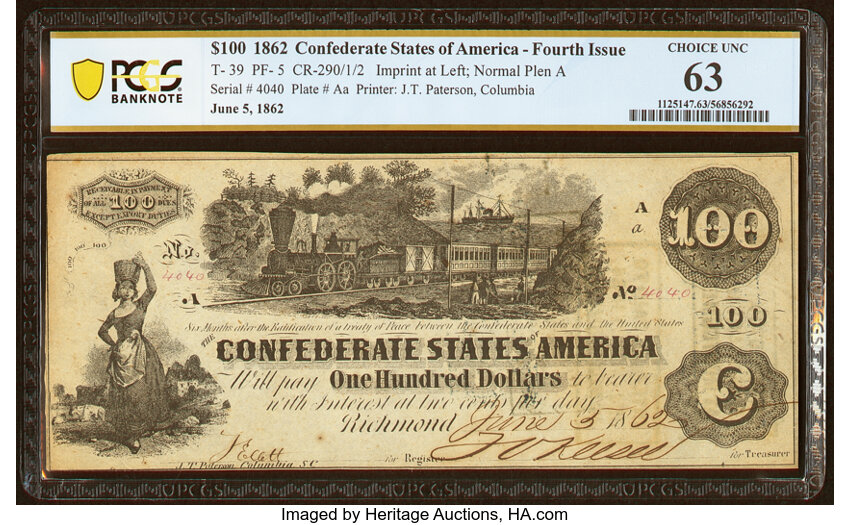 $100 1862 Confederate States of America - Fourth Issue
T- 39 PF- 5 CR-290/1/2 Imprint at Left; Normal Plen A
Serial # 4040 Plate # Aa Printer: J.T. Paterson, Columbia
June 5, 1862
PCGS
BANKNOTE
CHOICE UNC
63
1125147.63/56856292
RECEIVABLE IN PAYMENT
OF ALL 100 DUES
EXCEPT EXPORT DUTIES
No.
4040
A
A
a
100
No 4040
100
Six Months after the Ratification of a treaty of Peace between the Confederate States and the United States
THE CONFEDERATE STATES OF AMERICA
Will pay One Hundred Dollars to bearer
with Interest at two cents per day
Richmond June 5 1862
C
for Register
for Treasurer
J.T. Paterson Columbia S.C
Imaged by Heritage Auctions, HA.com